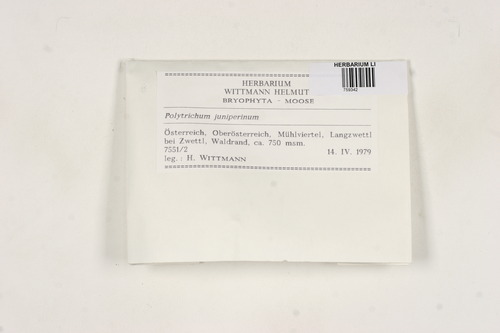 HERBARIUM LI
759342
HERBARIUM
WITTMANN HELMUT
BRYOPHYTA - MOOSE
Polytrichum juniperinum
Österreich, Oberösterreich, Mühlviertel, Langzwettl
bei Zwettl, Waldrand, ca. 750 msm.
7551/2 14. IV. 1979
leg.: H. WITTMANN